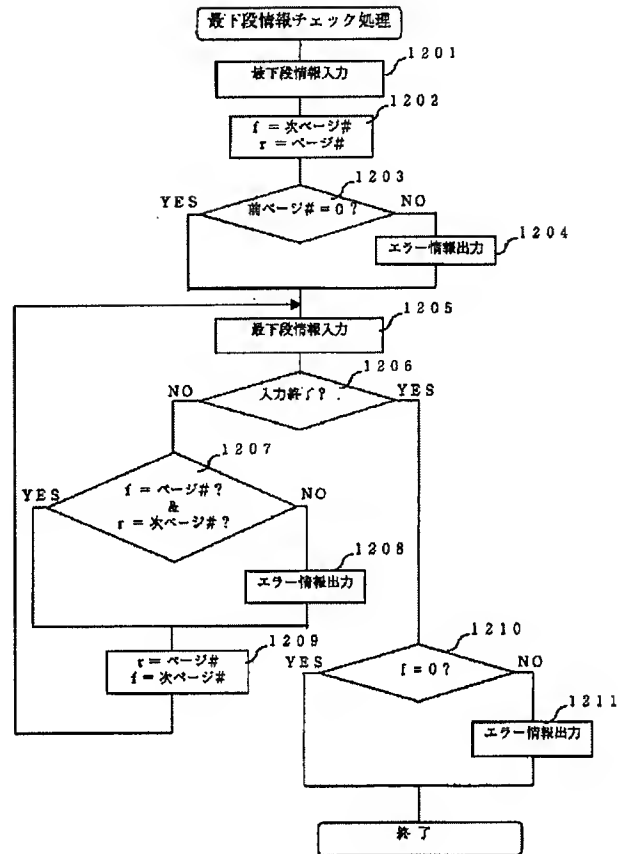 最下段情報チェック処理
1201
最下段情報入力
1202
f = 次ページ#
r = ページ#
1203
YES
前ページ# = 0 ?
NO
1204
エラー情報出力
1205
最下段情報入力
1206
NO
入力終了?
YES
1207
YES
f = ページ# ?
&
r = 次ページ# ?
NO
1208
エラー情報出力
1209
r = ページ#
f = 次ページ#
1210
YES
f = 0 ?
NO
1211
エラー情報出力
終了